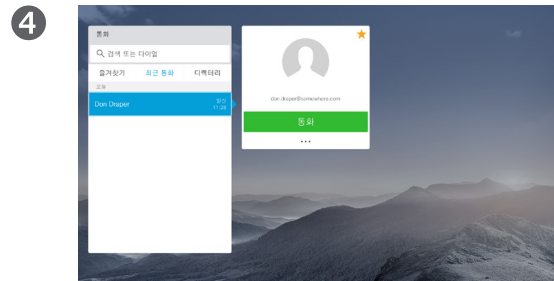 4
통화
검색 또는 다이얼
즐겨찾기 최근 통화 디렉터리
오늘
Don Draper 발신
11:26
don.draper@somewhere.com
통화
...